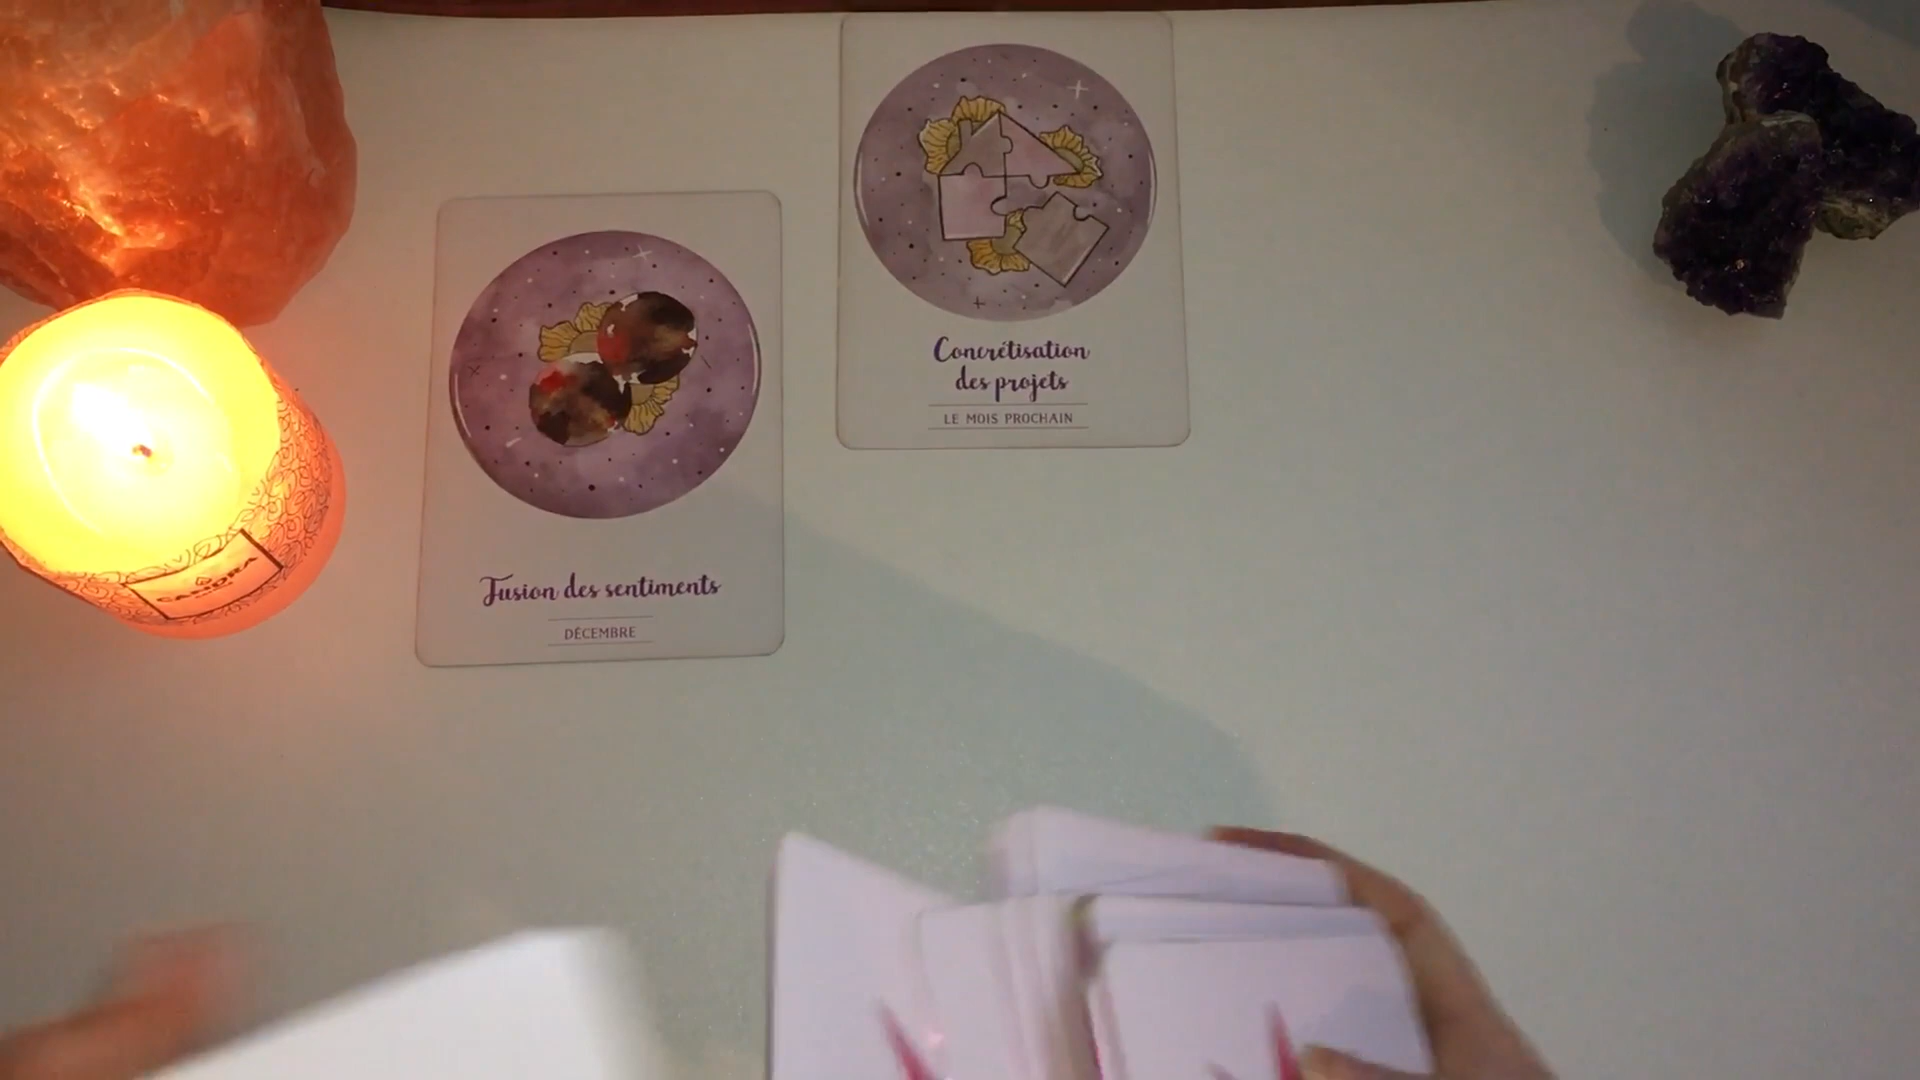 Concrétisation
des projets
LE MOIS PROCHAIN
Fusion des sentiments
DÉCEMBRE